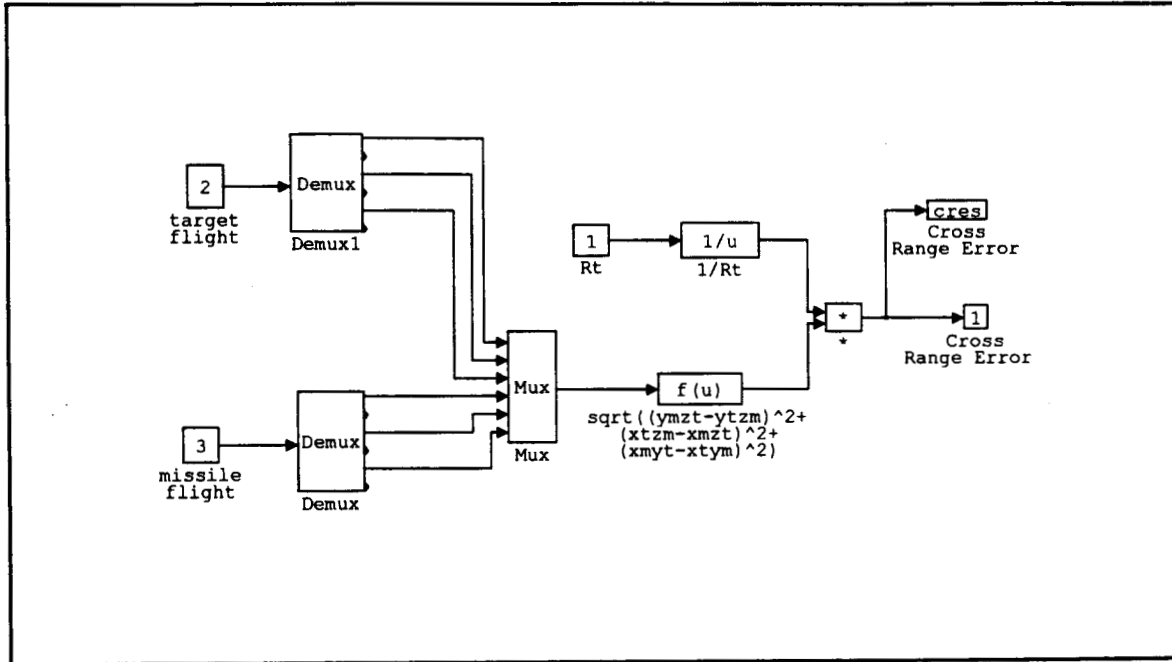 Demux
2
target
flight
Demux1
1
Rt
1/u
1/Rt
cres
Cross
Range Error
*
*
1
Cross
Range Error
Mux
Mux
f(u)
sqrt((ymzt-ytzm)^2+
(xtzm-xmzt)^2+
(xmyt-xtym)^2)
3
missile
flight
Demux
Demux